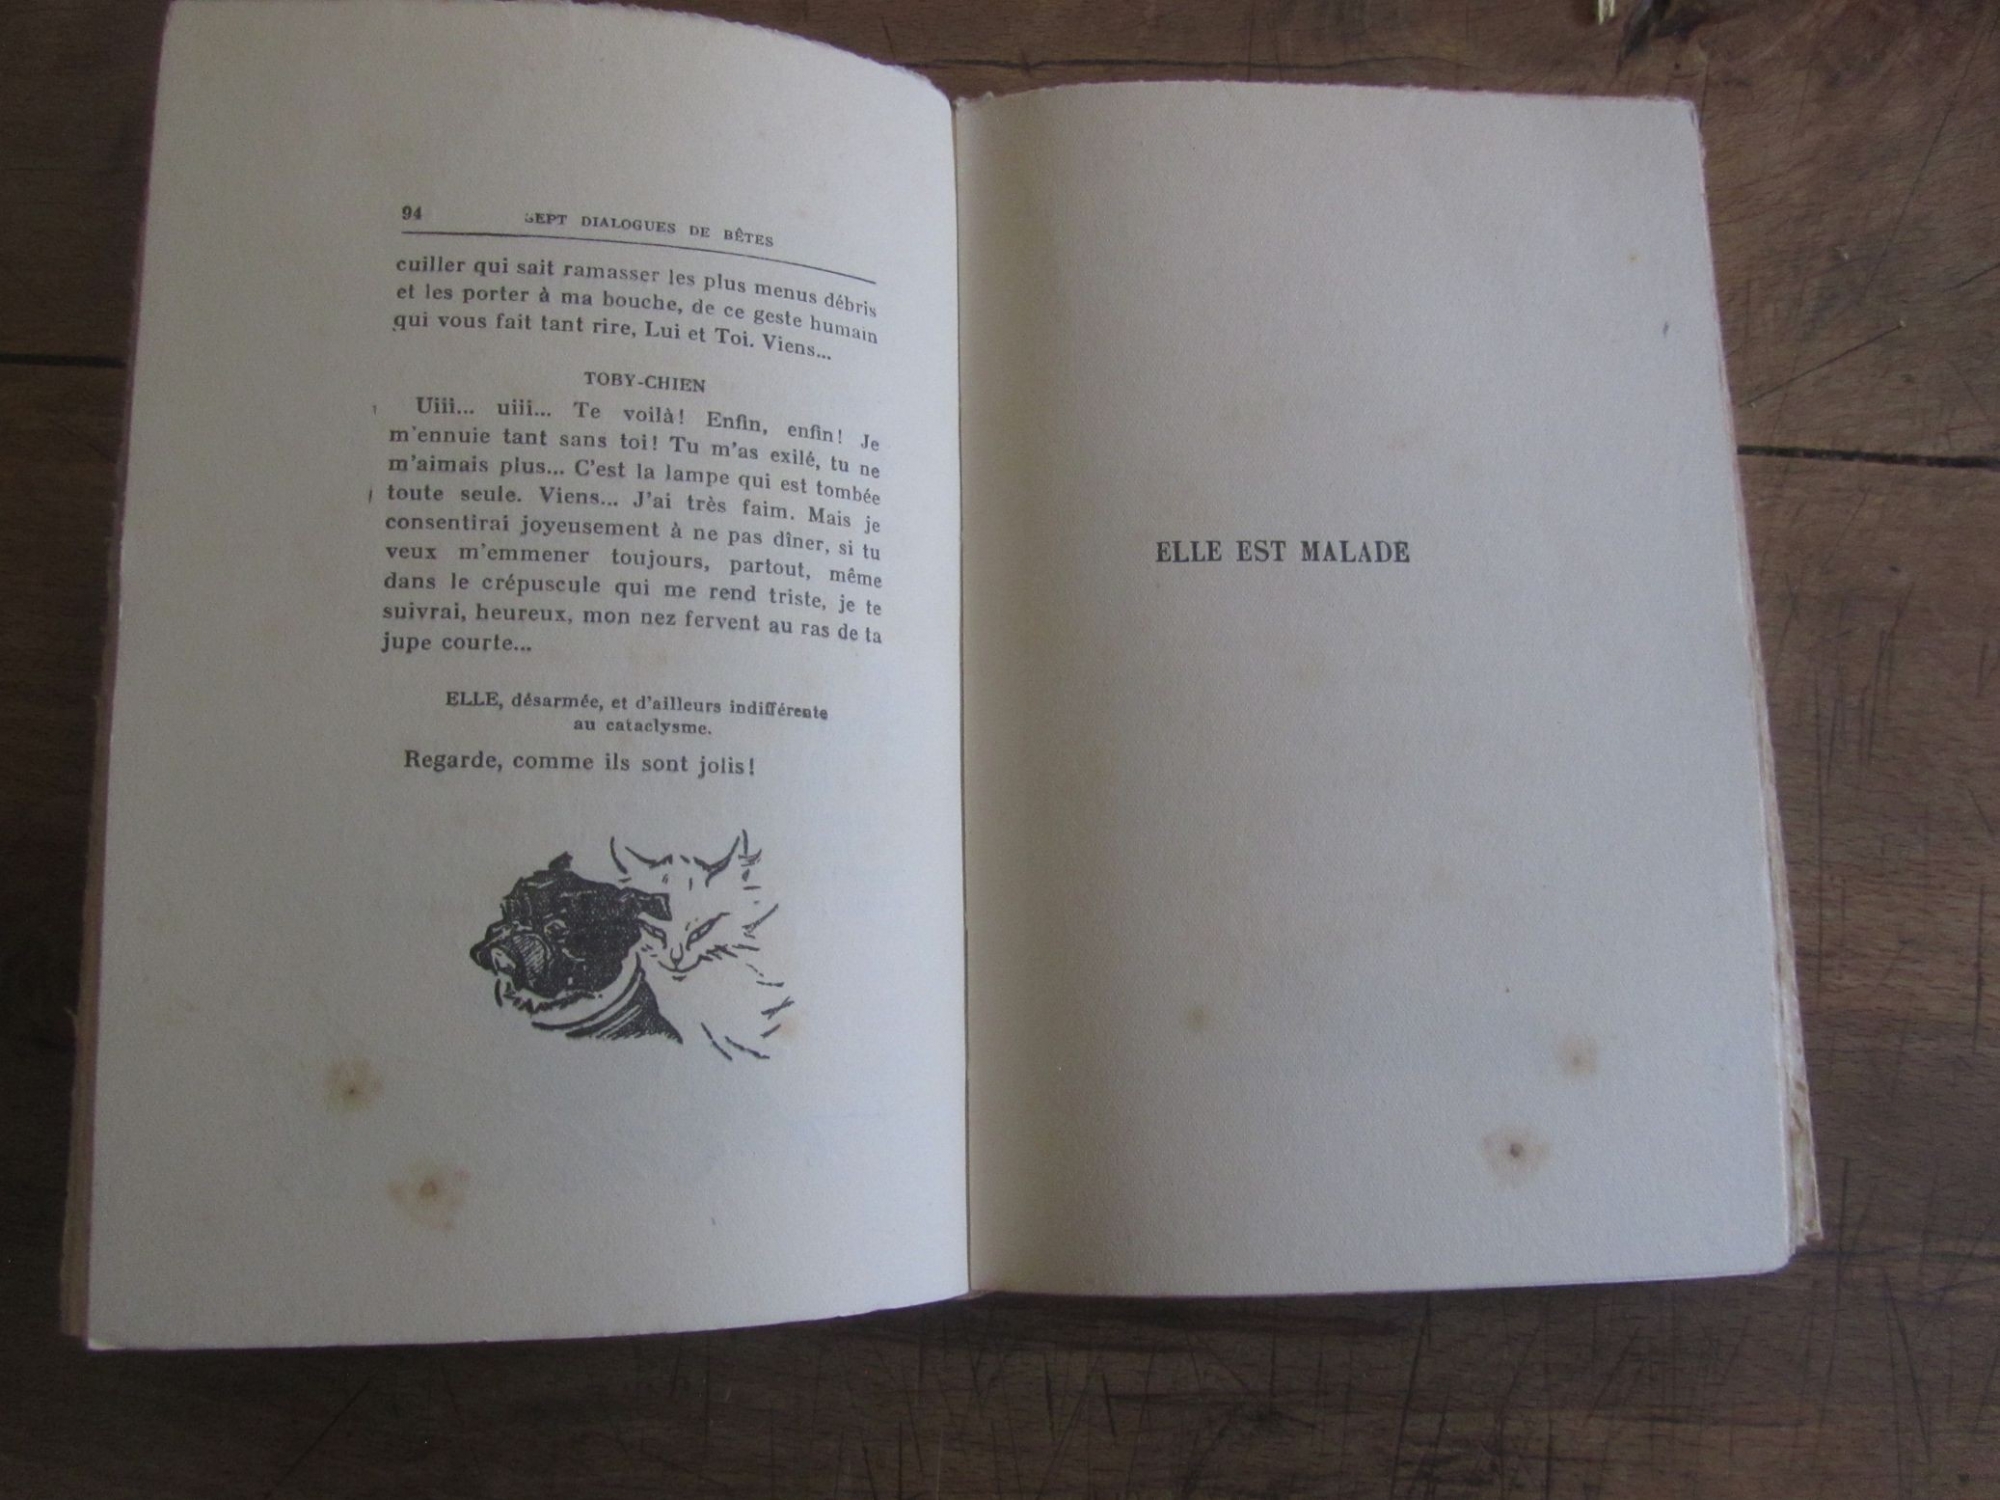 94 SEPT DIALOGUES DE BÊTES
cuiller qui sait ramasser les plus menus débris
et les porter à ma bouche, de ce geste humain
qui vous fait tant rire, Lui et Toi. Viens...
TOBY-CHIEN
Uiii... uiii... Te voilà! Enfin, enfin! Je
m'ennuie tant sans toi! Tu m'as exilé, tu ne
m'aimais plus... C'est la lampe qui est tombée
toute seule. Viens... J'ai très faim. Mais je
consentirai joyeusement à ne pas dîner, si tu
veux m'emmener toujours, partout, même
dans le crépuscule qui me rend triste, je te
suivrai, heureux, mon nez fervent au ras de ta
jupe courte...
ELLE, désarmée, et d'ailleurs indifférente
au cataclysme.
Regarde, comme ils sont jolis!
ELLE EST MALADE